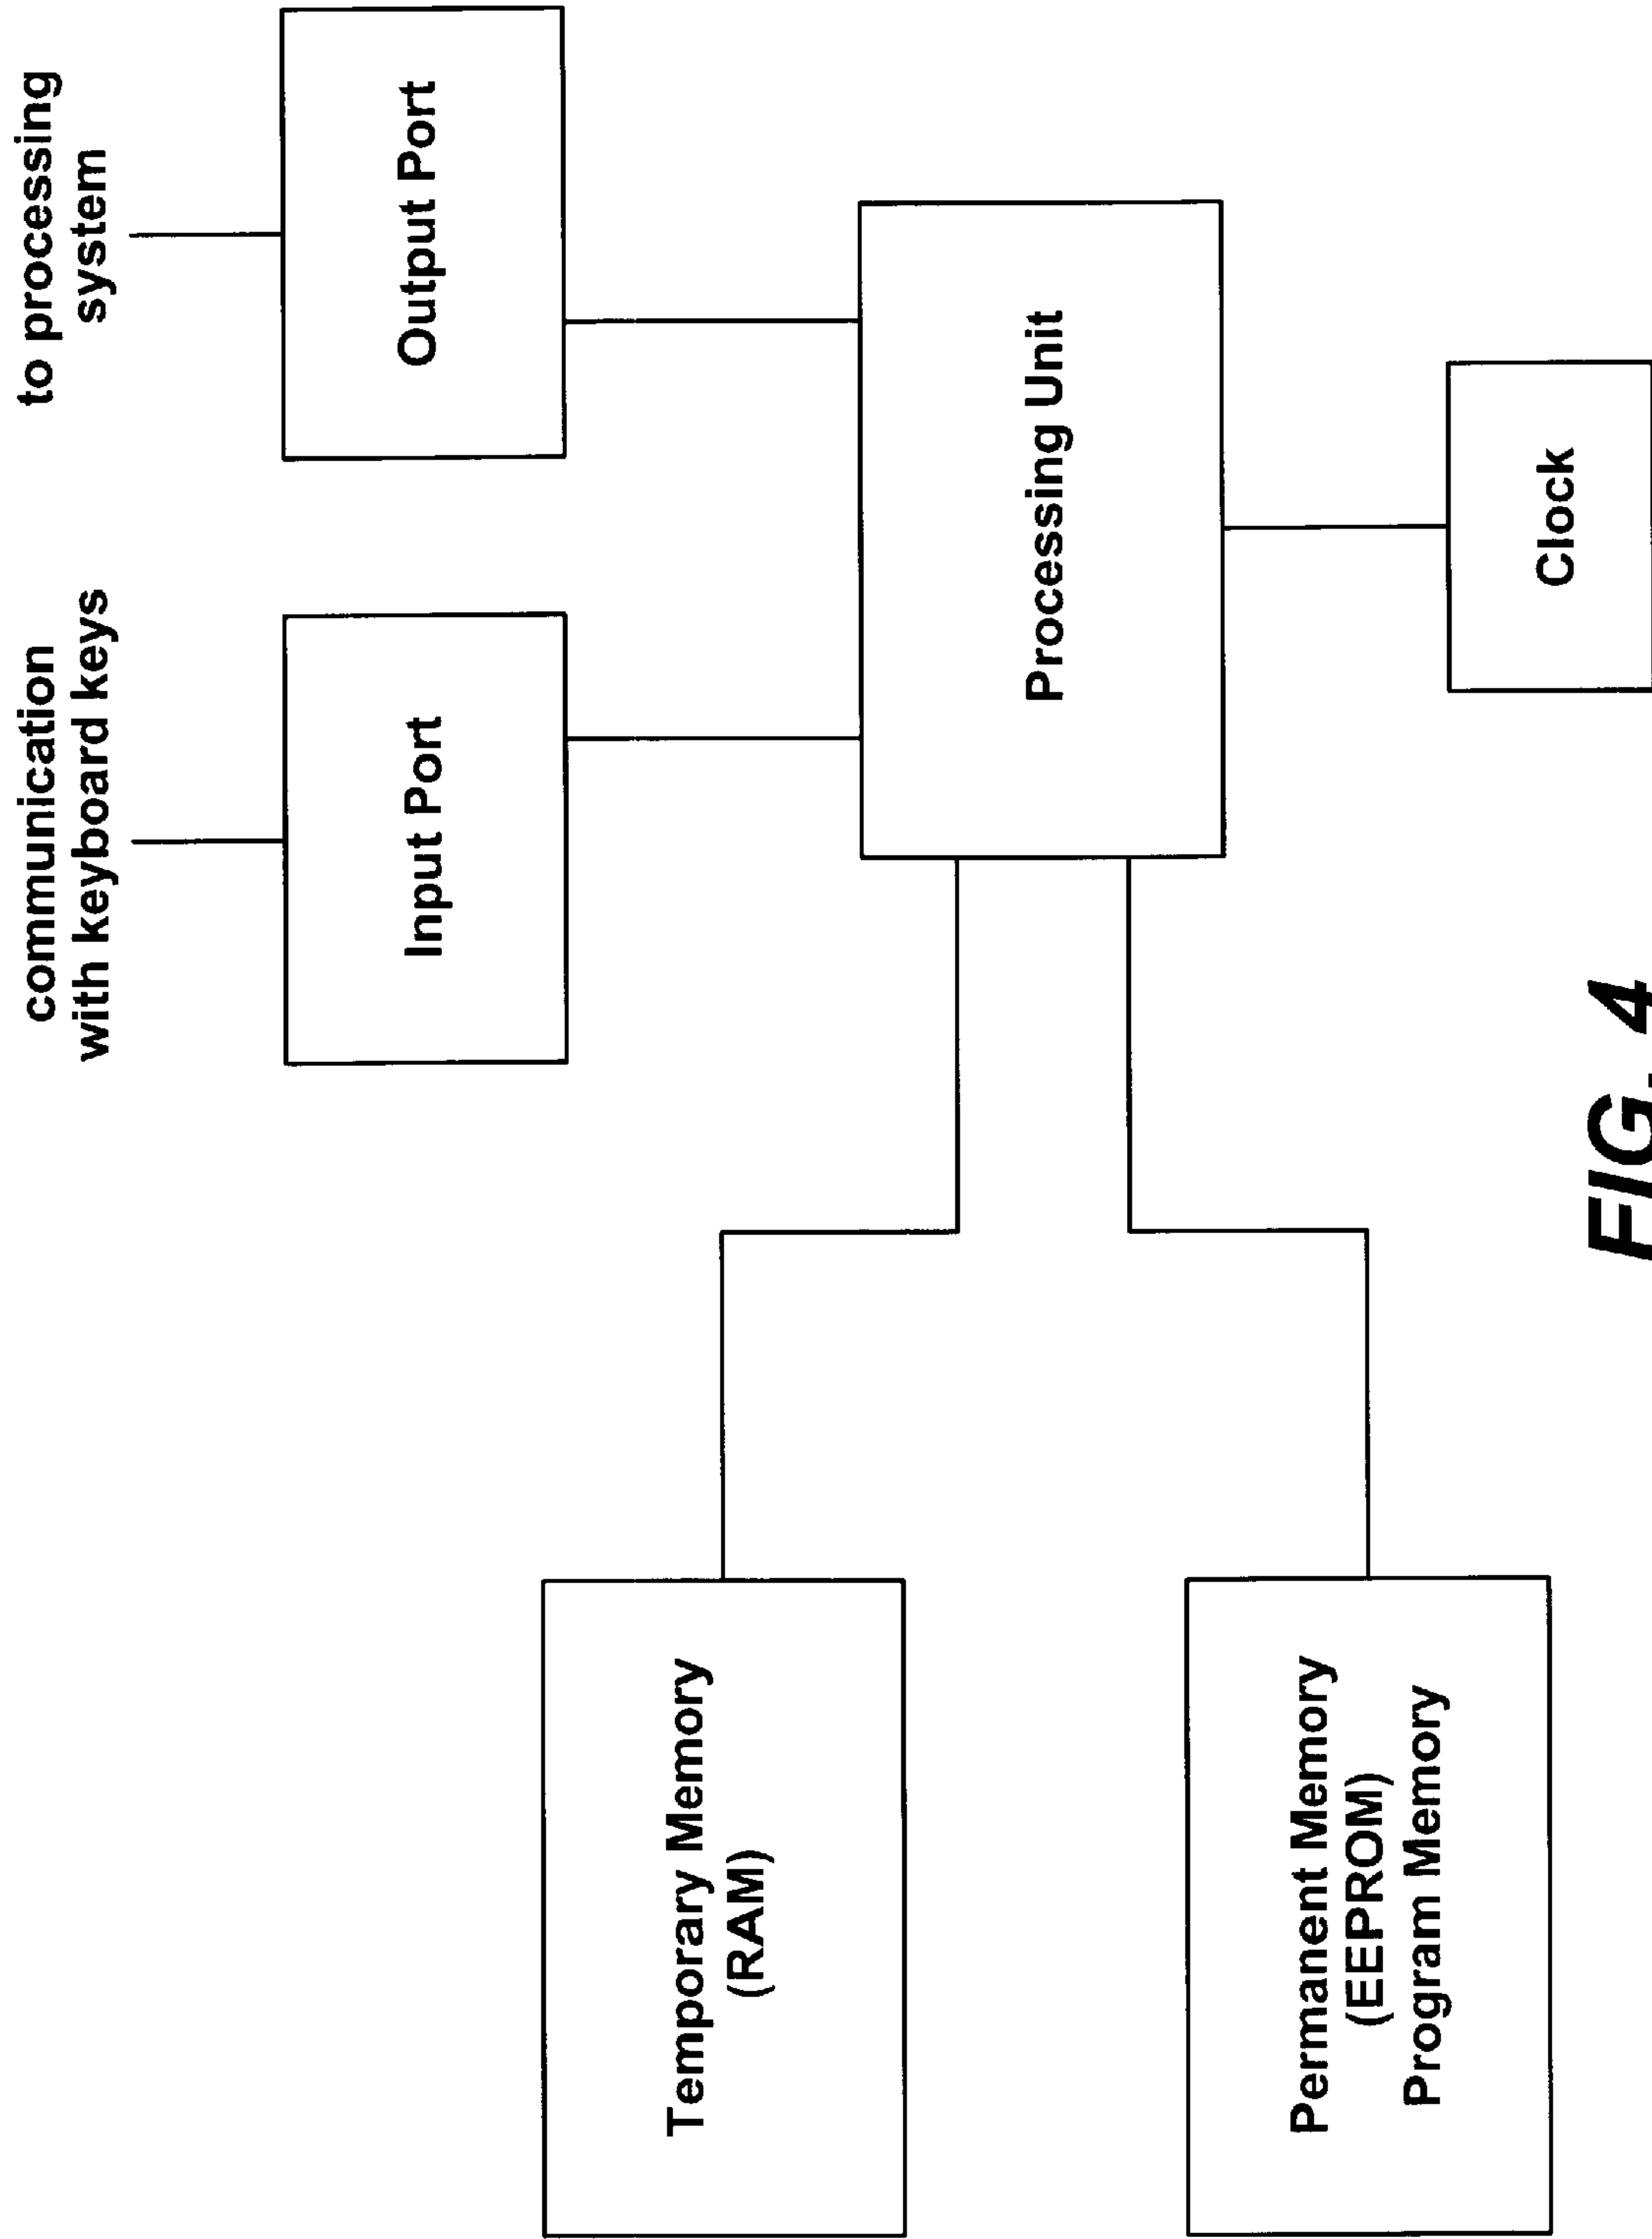 communication
with keyboard keys
to processing
system
Input Port
Output Port
Temporary Memory
(RAM)
Processing Unit
Permanent Memory
(EEPROM)
Program Memory
Clock
FIG. 4